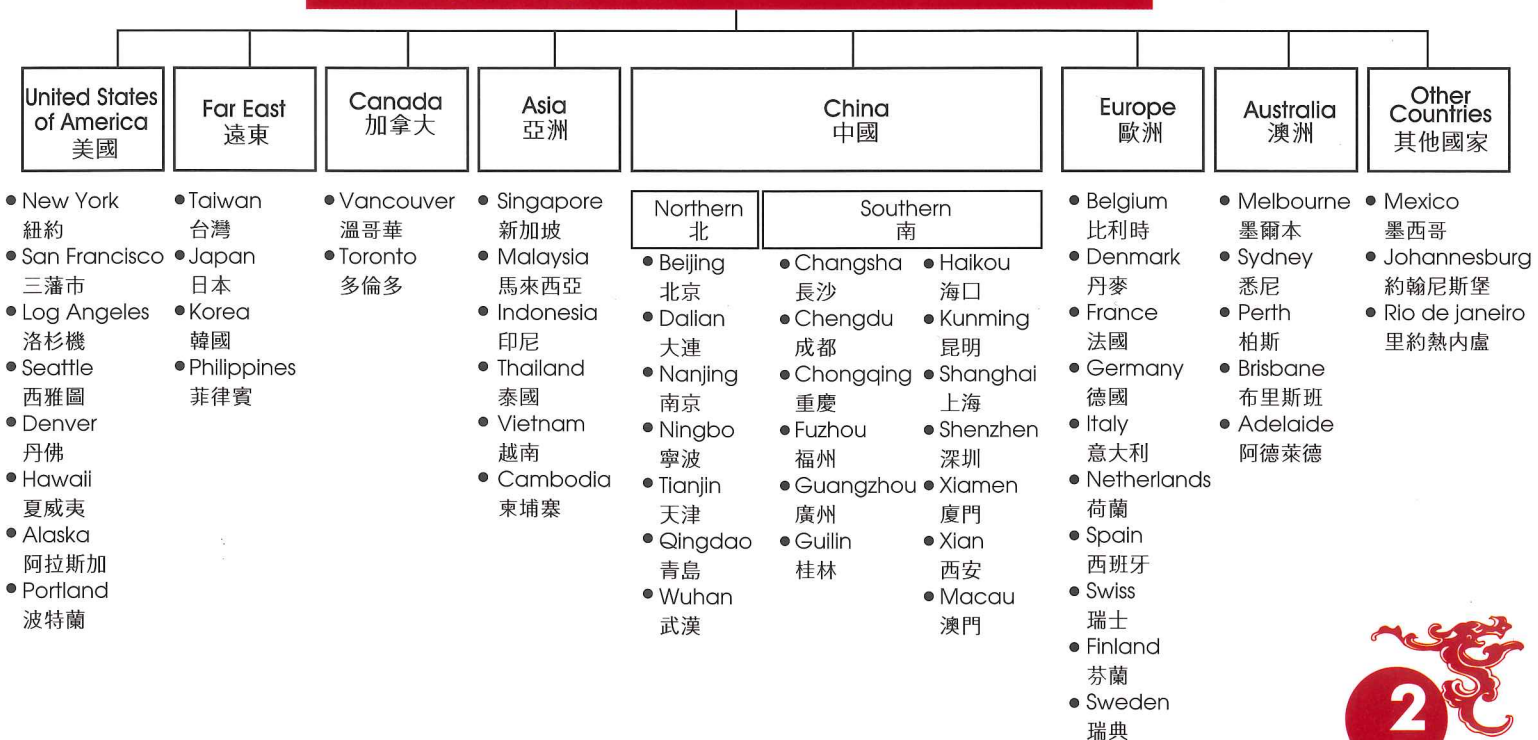 United States
of America
美國
Far East
遠東
Canada
加拿大
Asia
亞洲
China
中國
Europe
歐洲
Australia
澳洲
Other
Countries
其他國家
New York
紐約
San Francisco
三藩市
Log Angeles
洛杉機
Seattle
西雅圖
Denver
丹佛
Hawaii
夏威夷
Alaska
阿拉斯加
Portland
波特蘭
Taiwan
台灣
Japan
日本
Korea
韓國
Philippines
菲律賓
Vancouver
溫哥華
Toronto
多倫多
Singapore
新加坡
Malaysia
馬來西亞
Indonesia
印尼
Thailand
泰國
Vietnam
越南
Cambodia
柬埔寨
Northern
北
Beijing
北京
Dalian
大連
Nanjing
南京
Ningbo
寧波
Tianjin
天津
Qingdao
青島
Wuhan
武漢
Southern
南
Changsha
長沙
Chengdu
成都
Chongqing
重慶
Fuzhou
福州
Guangzhou
廣州
Guilin
桂林
Haikou
海口
Kunming
昆明
Shanghai
上海
Shenzhen
深圳
Xiamen
廈門
Xian
西安
Macau
澳門
Belgium
比利時
Denmark
丹麥
France
法國
Germany
德國
Italy
意大利
Netherlands
荷蘭
Spain
西班牙
Swiss
瑞士
Finland
芬蘭
Sweden
瑞典
Melbourne
墨爾本
Sydney
悉尼
Perth
柏斯
Brisbane
布里斯班
Adelaide
阿德萊德
Mexico
墨西哥
Johannesburg
約翰尼斯堡
Rio de janeiro
里約熱內盧
2